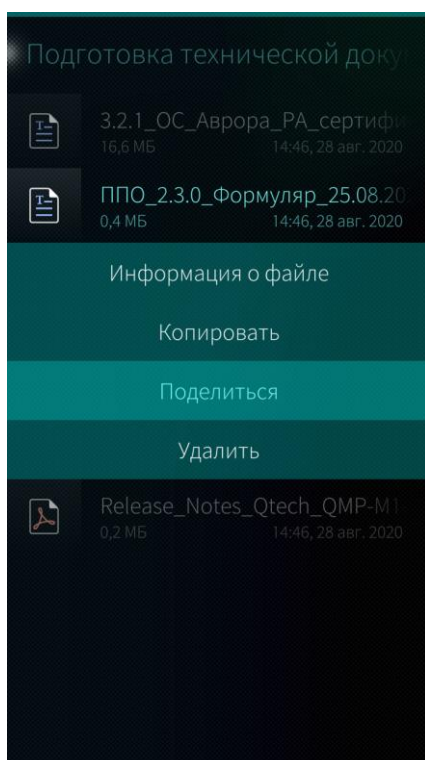 Подготовка технической доку
3.2.1_ОС_Аврора_РА_сертифи
16,6 МБ 14:46, 28 авг. 2020
ППО_2.3.0_Формуляр_25.08.20
0,4 МБ 14:46, 28 авг. 2020
Информация о файле
Копировать
Поделиться
Удалить
Release_Notes_Qtech_QMP-M1
0,2 МБ 14:46, 28 авг. 2020